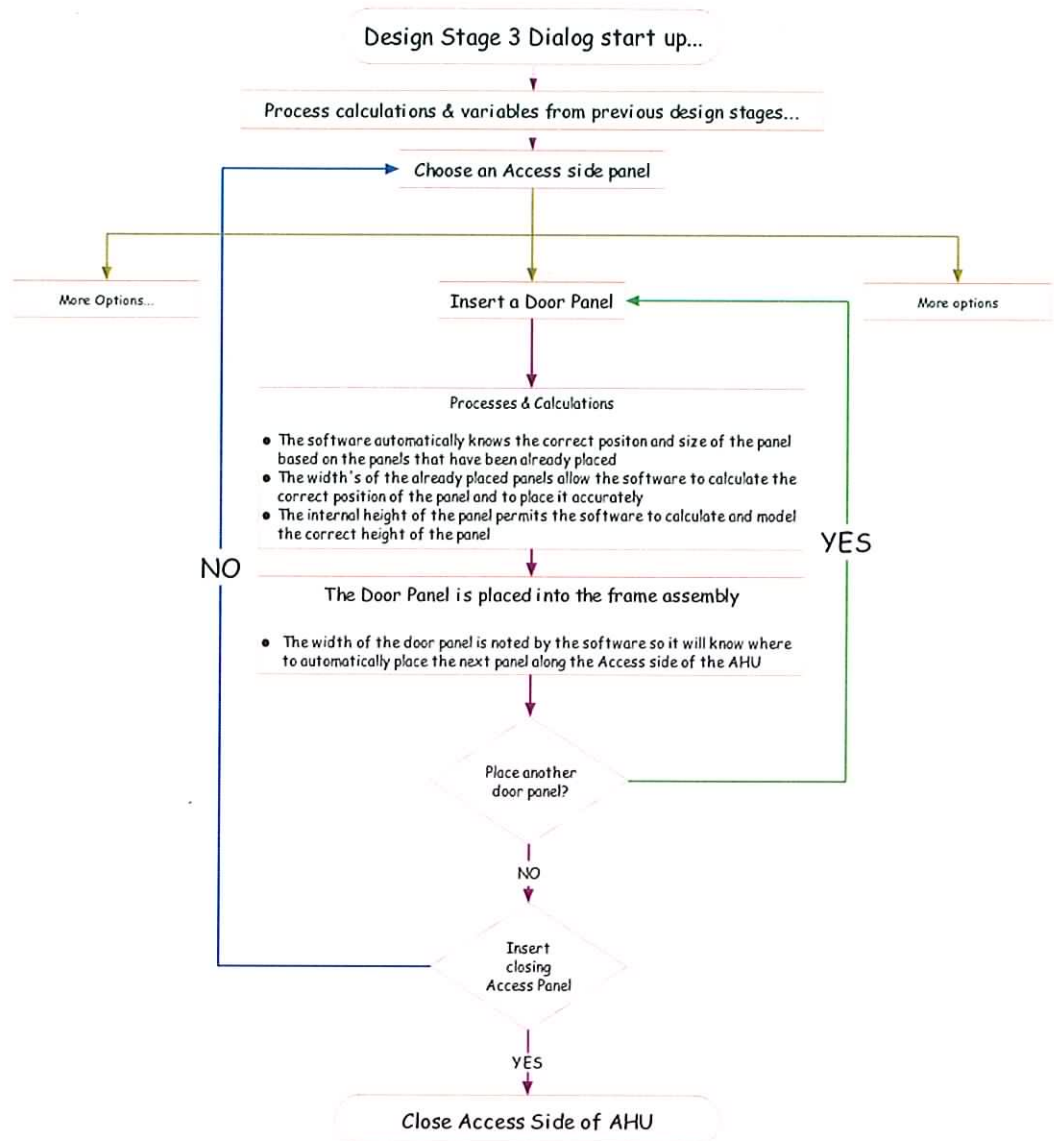 Design Stage 3 Dialog start up...
Process calculations & variables from previous design stages...
Choose an Access side panel
More Options...
Insert a Door Panel
More options
Processes & Calculations
● The software automatically knows the correct positon and size of the panel
based on the panels that have been already placed
● The width's of the already placed panels allow the software to calculate the
correct position of the panel and to place it accurately
● The internal height of the panel permits the software to calculate and model
the correct height of the panel
YES
NO
The Door Panel is placed into the frame assembly
● The width of the door panel is noted by the software so it will know where
to automatically place the next panel along the Access side of the AHU
Place another
door panel?
NO
Insert
closing
Access Panel
YES
Close Access Side of AHU